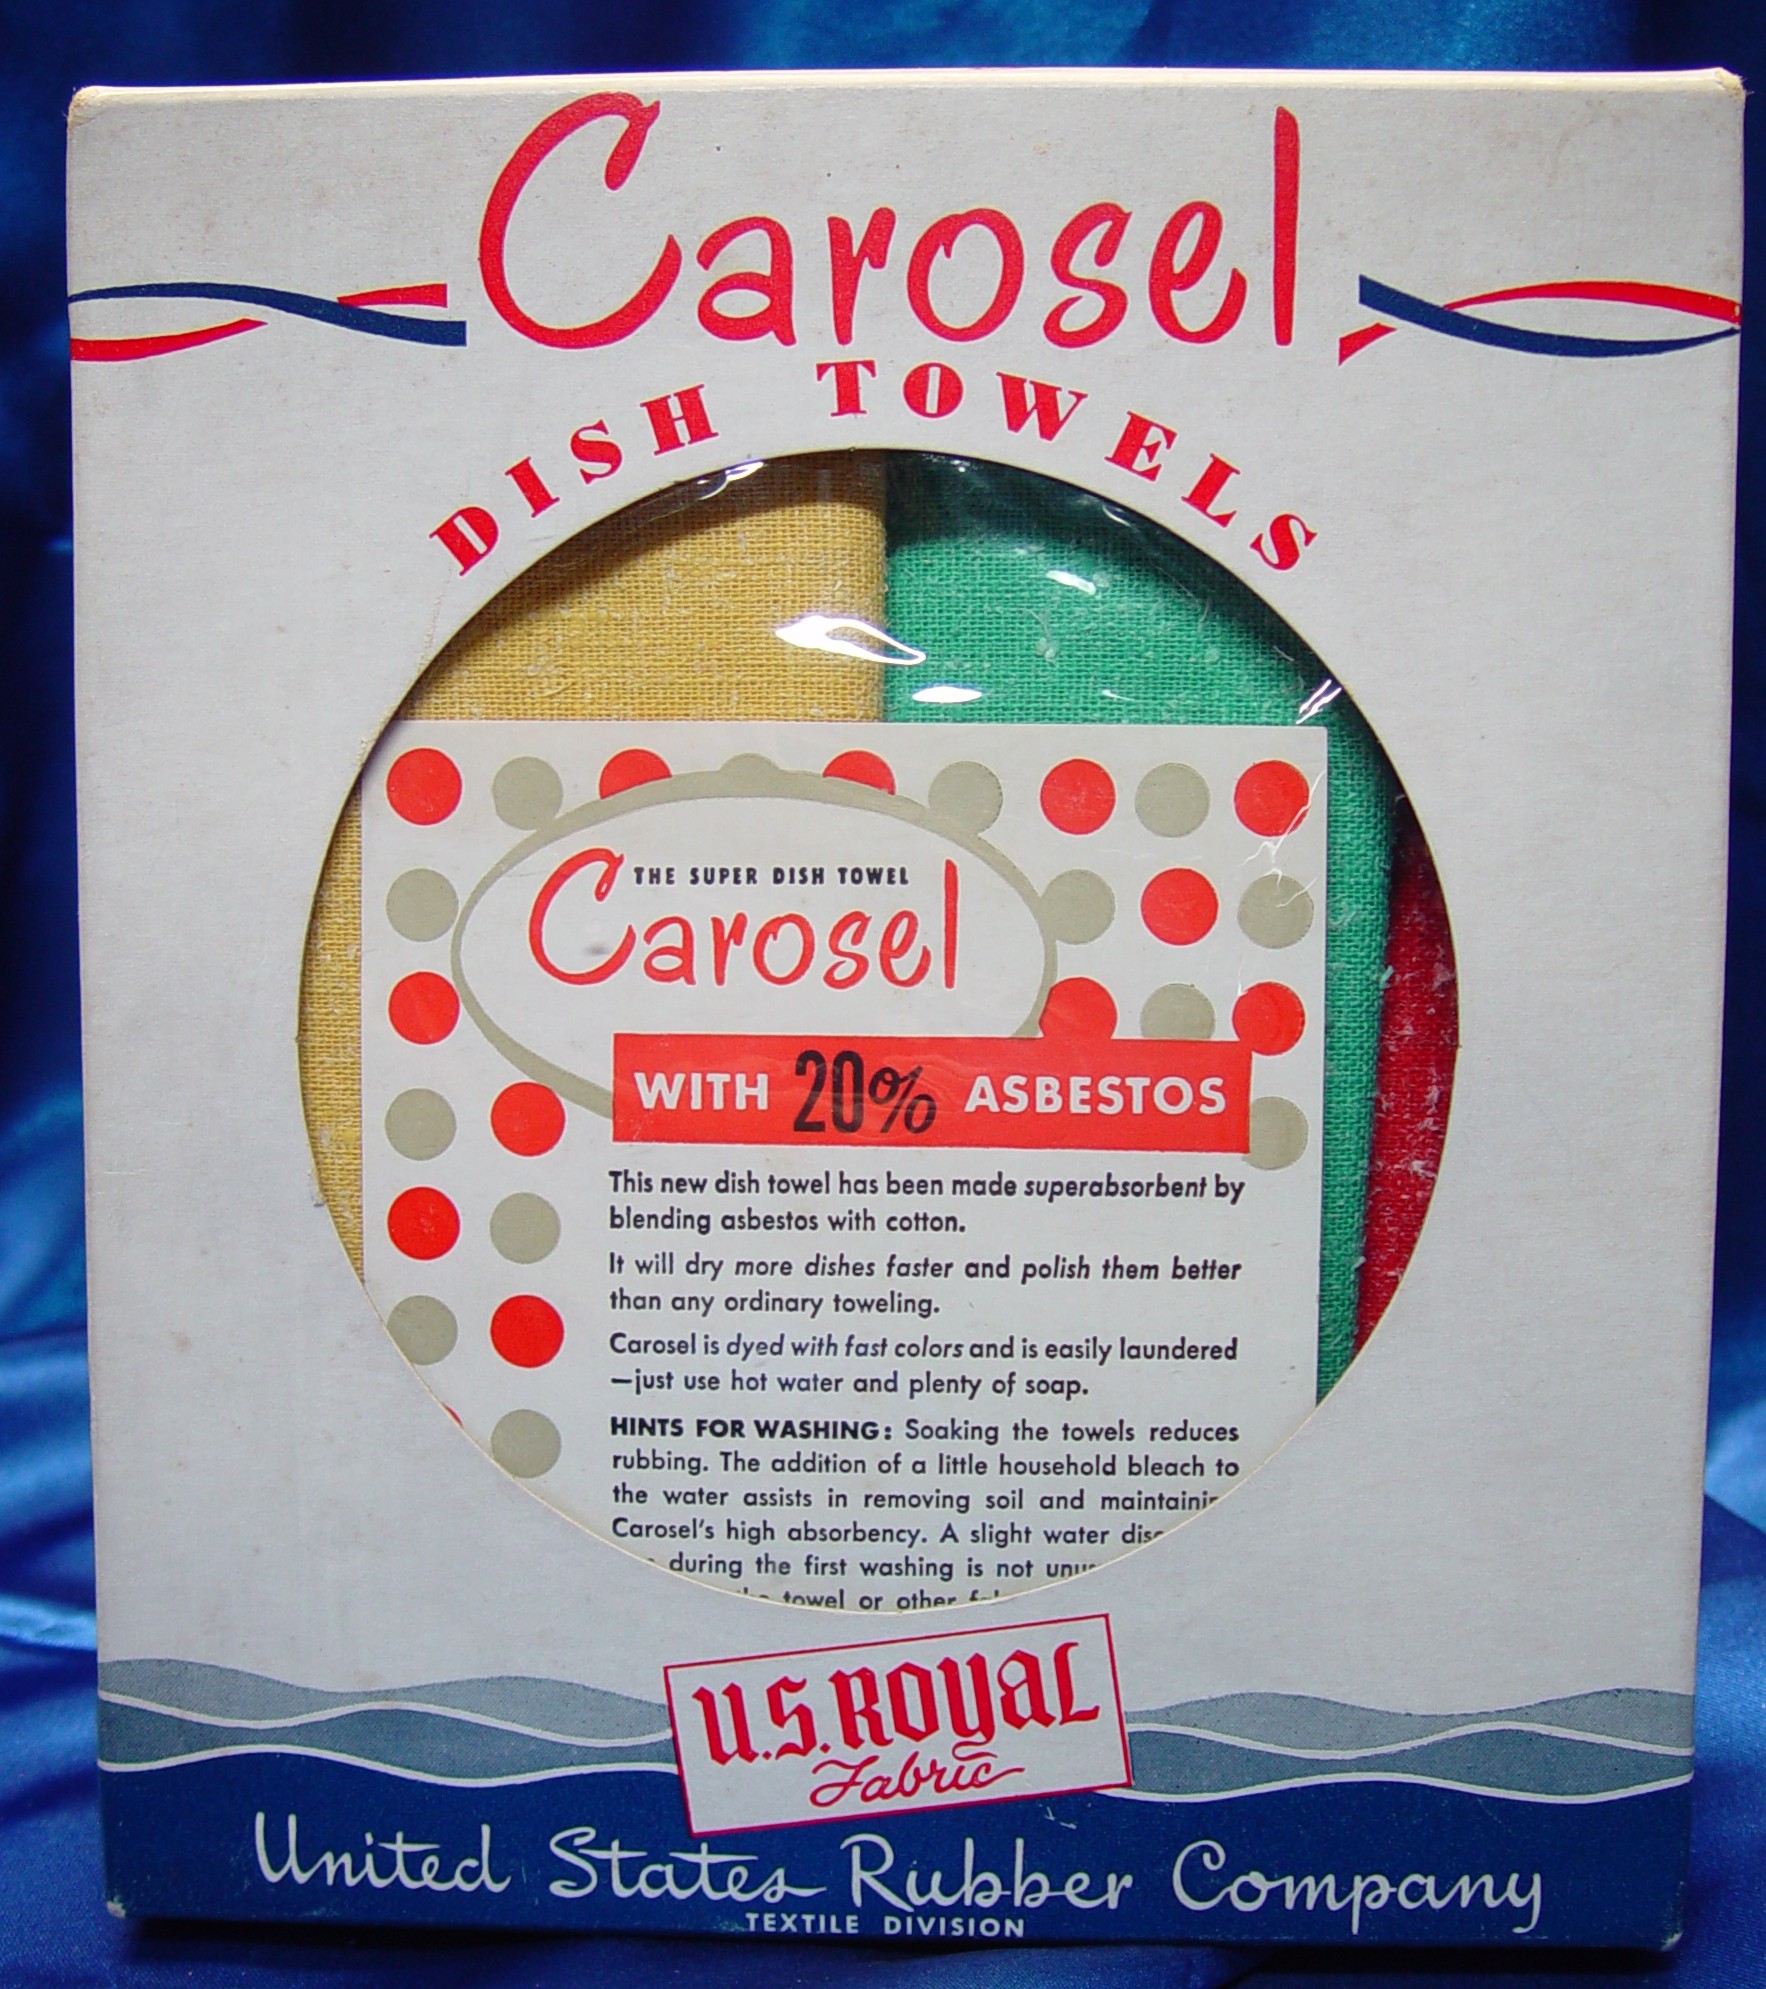 Carosel
DISH TOWELS
THE SUPER DISH TOWEL
Carosel
WITH 20% ASBESTOS
This new dish towel has been made superabsorbent by
blending asbestos with cotton.
It will dry more dishes faster and polish them better
than any ordinary toweling.
Carosel is dyed with fast colors and is easily laundered
—just use hot water and plenty of soap.
HINTS FOR WASHING: Soaking the towels reduces
rubbing. The addition of a little household bleach to
the water assists in removing soil and
Carosel's high absorbency. A slight water
during the first washing is not
towel or other
U.S. Royal
Fabric
United States Rubber Company
TEXTILE DIVISION